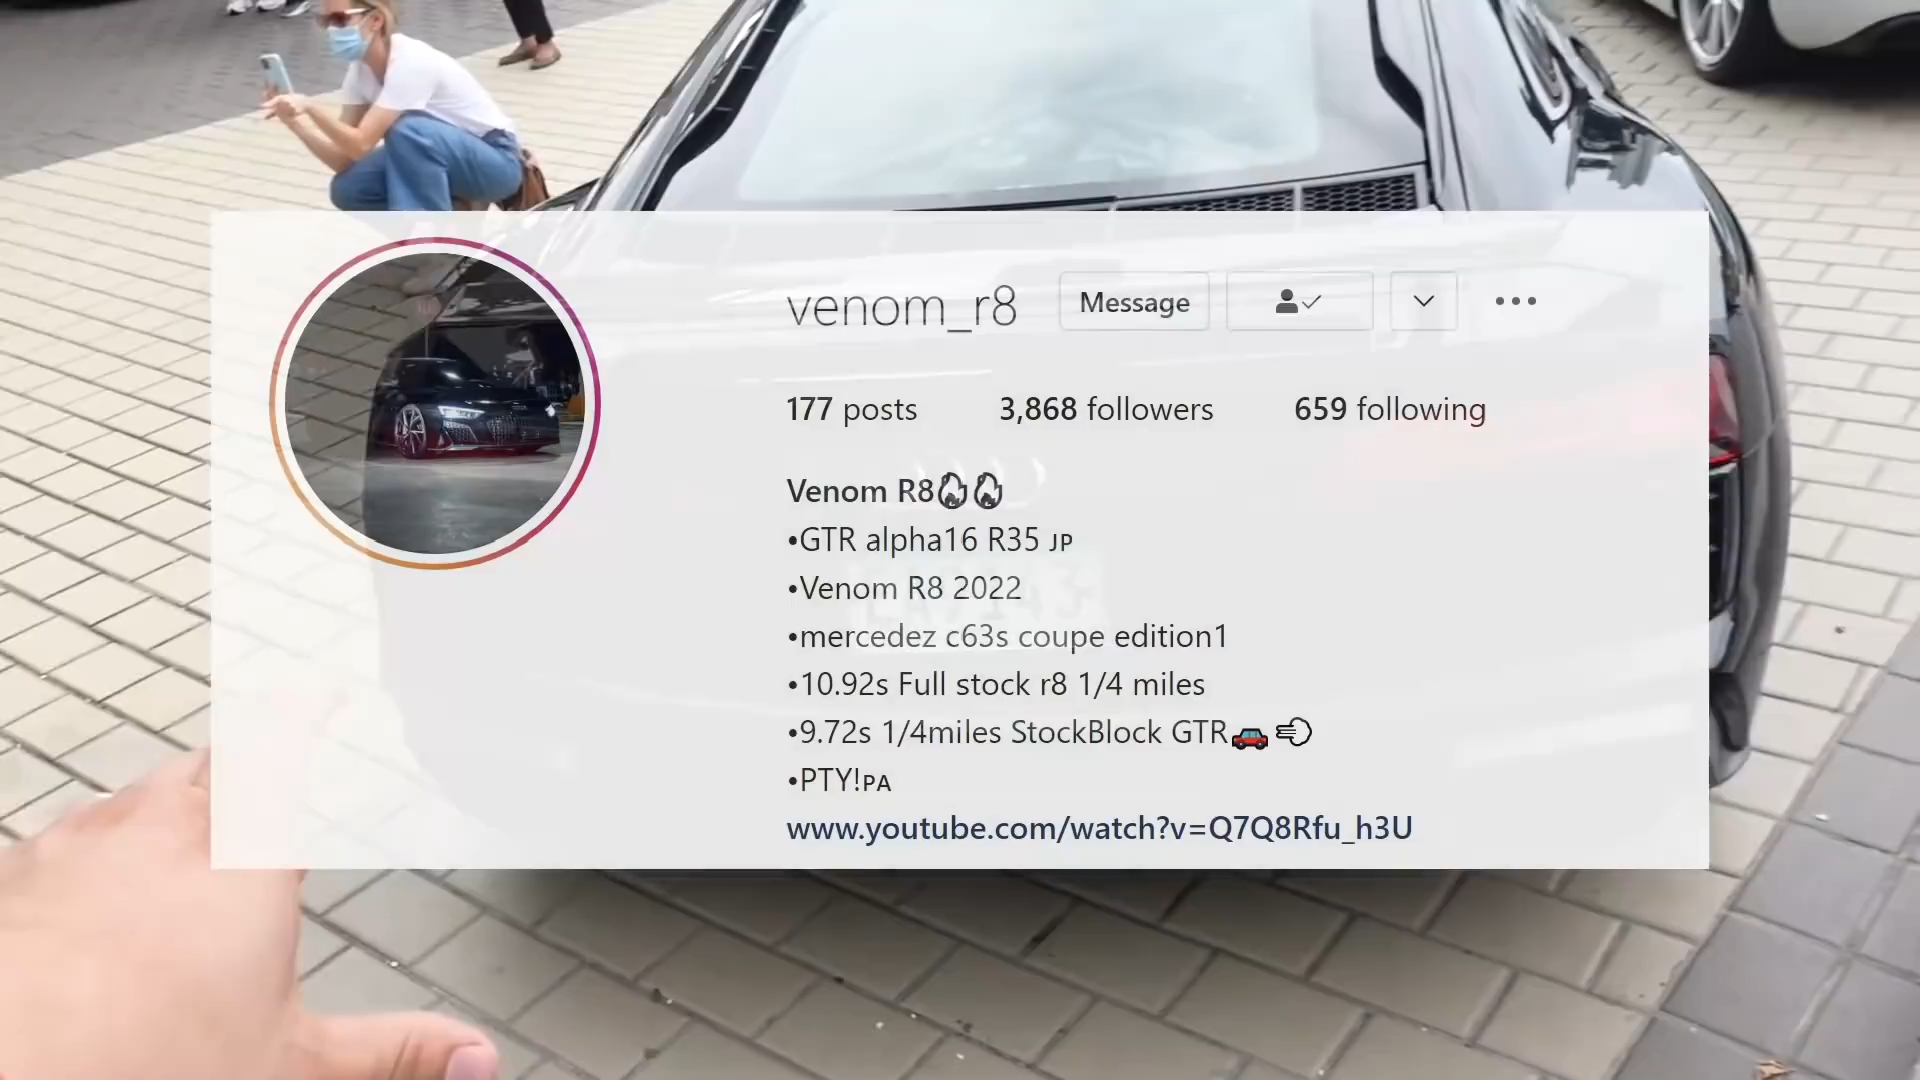 venom_r8 Message
177 posts 3,868 followers 659 following
Venom R8🔥🔥
•GTR alpha16 R35 JP
•Venom R8 2022
•mercedez c63s coupe edition1
•10.92s Full stock r8 1/4 miles
•9.72s 1/4miles StockBlock GTR🚗💨
•PTY!PA
www.youtube.com/watch?v=Q7Q8Rfu_h3U